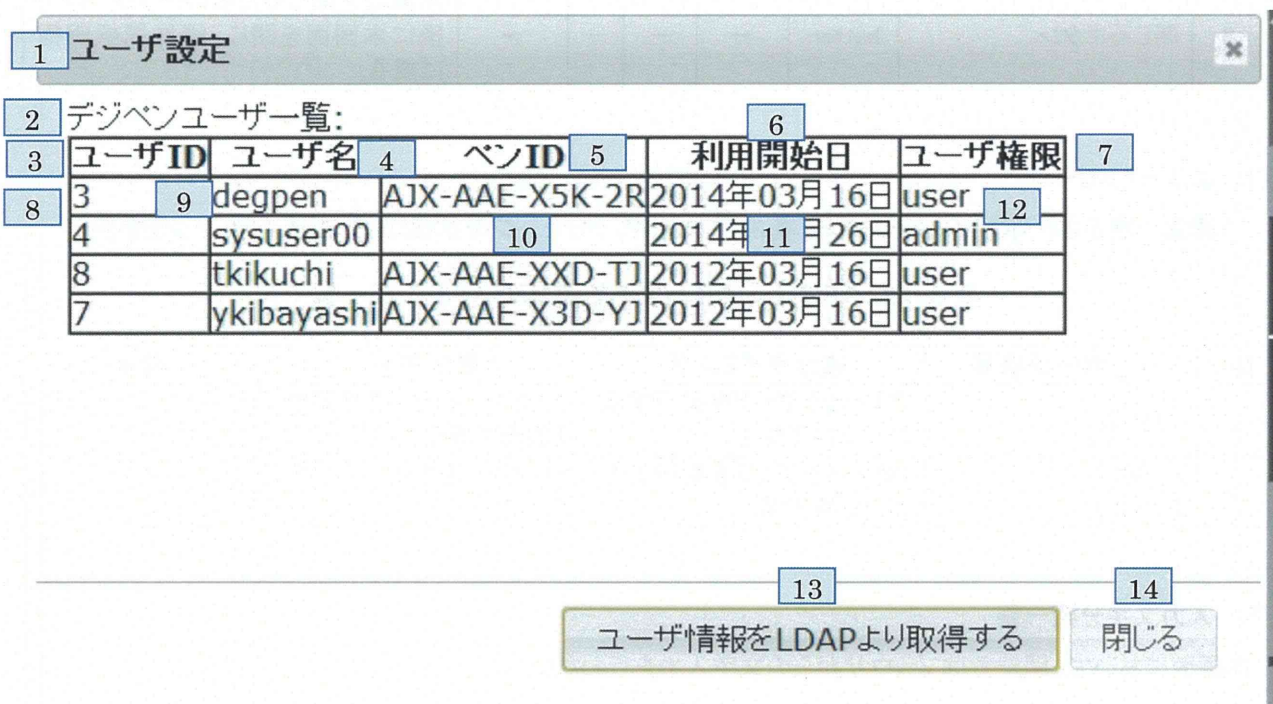 1 ユーザ設定
2 デジペンユーザー一覧:
6
3 ユーザID ユーザ名 4 ペンID 5 利用開始日 ユーザ権限 7
8 3 9 degpen AJX-AAE-X5K-2R 2014年03月16日 user 12
4 sysuser00 10 2014年 11 月26日 admin
8 tkikuchi AJX-AAE-XXD-TJ 2012年03月16日 user
7 ykibayashi AJX-AAE-X3D-YJ 2012年03月16日 user
13 14
ユーザ情報をLDAPより取得する 閉じる